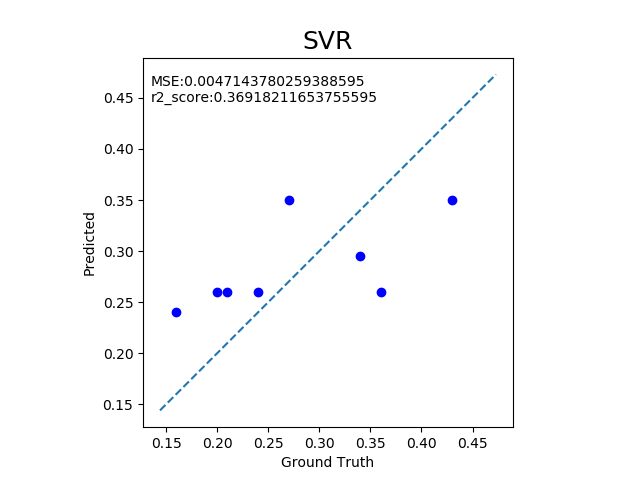 SVR
MSE:0.0047143780259388595
r2_score:0.36918211653755595
0.45
0.40
0.35
0.30
0.25
0.20
0.15
Predicted
0.15 0.20 0.25 0.30 0.35 0.40 0.45
Ground Truth